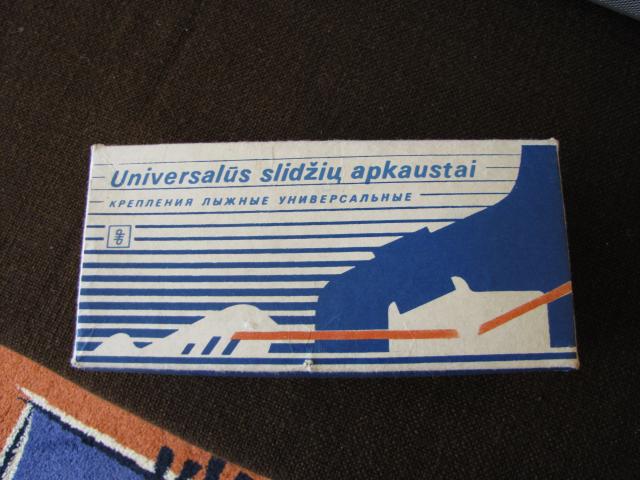 Universalūs slidžių apkaustai
КРЕПЛЕНИЯ ЛЫЖНЫЕ УНИВЕРСАЛЬНЫЕ